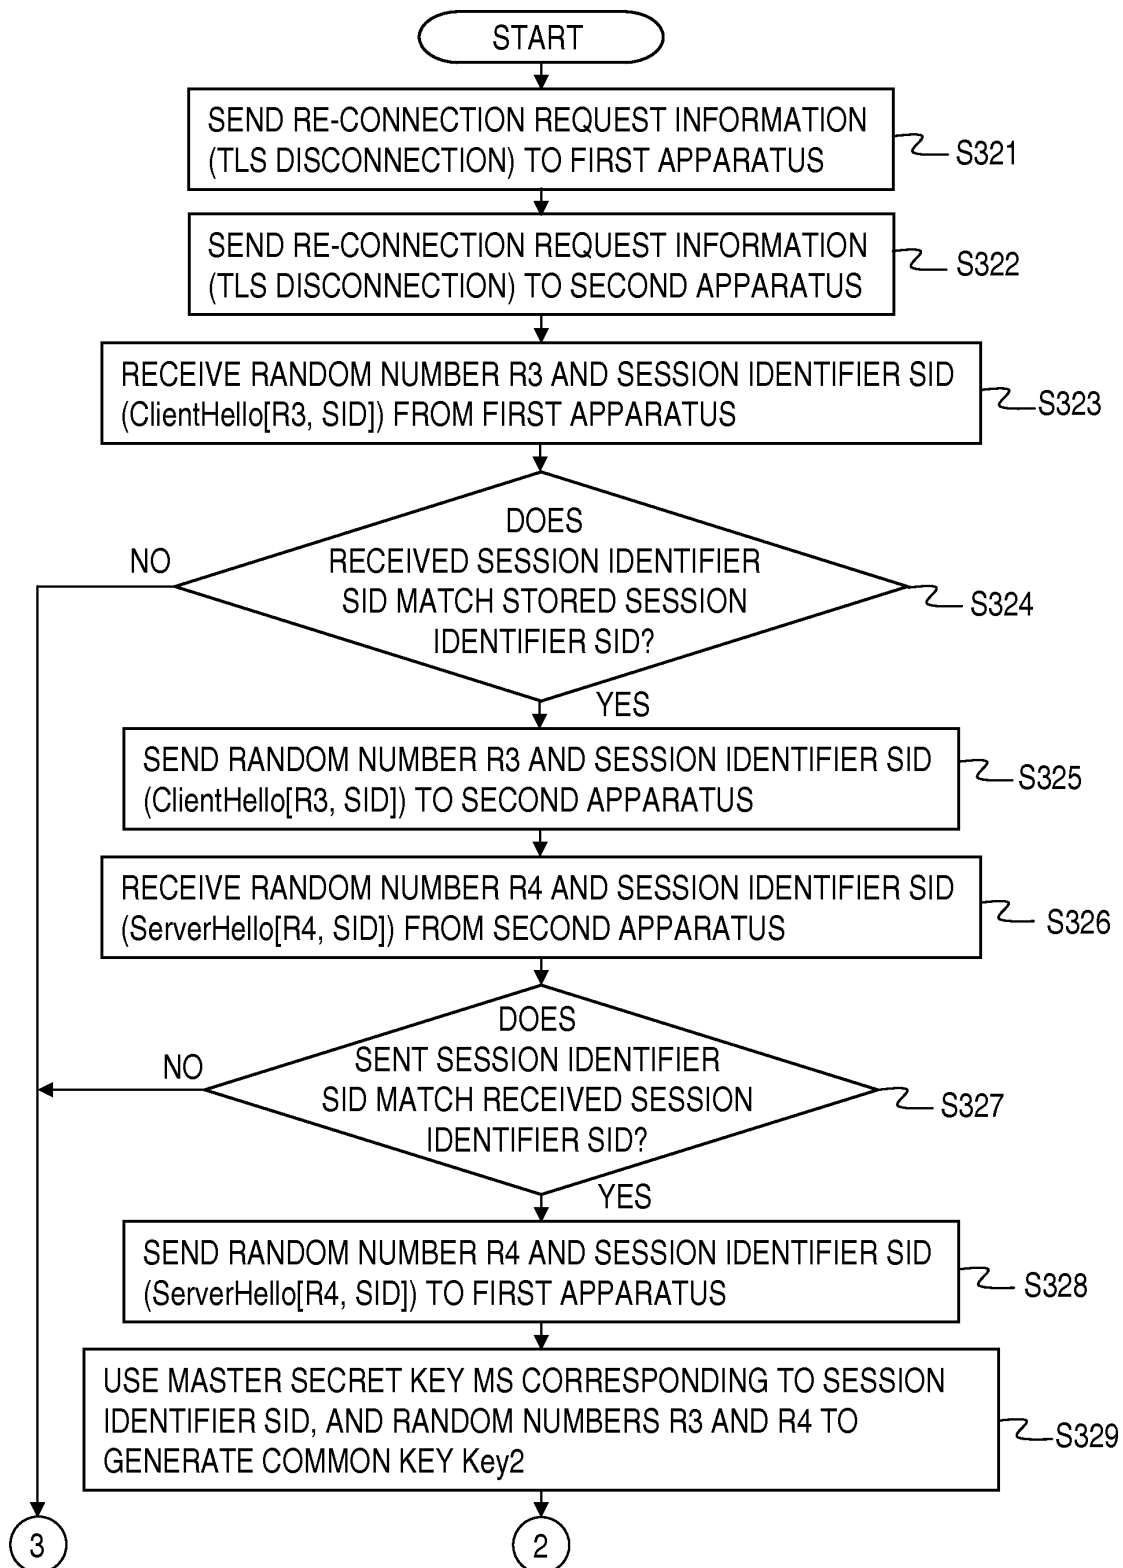 START
SEND RE-CONNECTION REQUEST INFORMATION
(TLS DISCONNECTION) TO FIRST APPARATUS
S321
SEND RE-CONNECTION REQUEST INFORMATION
(TLS DISCONNECTION) TO SECOND APPARATUS
S322
RECEIVE RANDOM NUMBER R3 AND SESSION IDENTIFIER SID
(ClientHello[R3, SID]) FROM FIRST APPARATUS
S323
DOES
RECEIVED SESSION IDENTIFIER
SID MATCH STORED SESSION
IDENTIFIER SID?
NO
S324
YES
SEND RANDOM NUMBER R3 AND SESSION IDENTIFIER SID
(ClientHello[R3, SID]) TO SECOND APPARATUS
S325
RECEIVE RANDOM NUMBER R4 AND SESSION IDENTIFIER SID
(ServerHello[R4, SID]) FROM SECOND APPARATUS
S326
DOES
SENT SESSION IDENTIFIER
SID MATCH RECEIVED SESSION
IDENTIFIER SID?
NO
S327
YES
SEND RANDOM NUMBER R4 AND SESSION IDENTIFIER SID
(ServerHello[R4, SID]) TO FIRST APPARATUS
S328
USE MASTER SECRET KEY MS CORRESPONDING TO SESSION
IDENTIFIER SID, AND RANDOM NUMBERS R3 AND R4 TO
GENERATE COMMON KEY Key2
S329
3
2